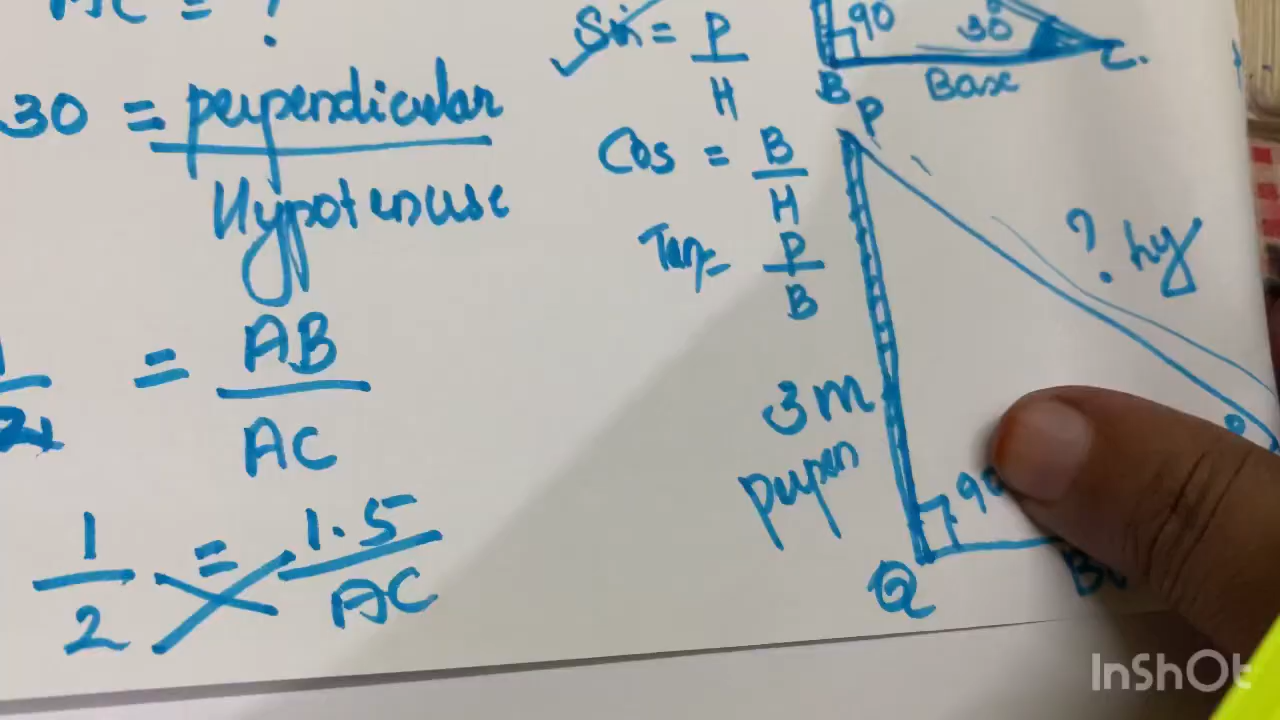 AC = ?
30 = perpendicular
Hypotenuse
= AB
AC
1 = 1.5
2 AC
Sin = P
H
Cos = B
H
Tan = P
B
90 30
B Base C.
P
? hy
3m
perpen
90
Q
InShOt